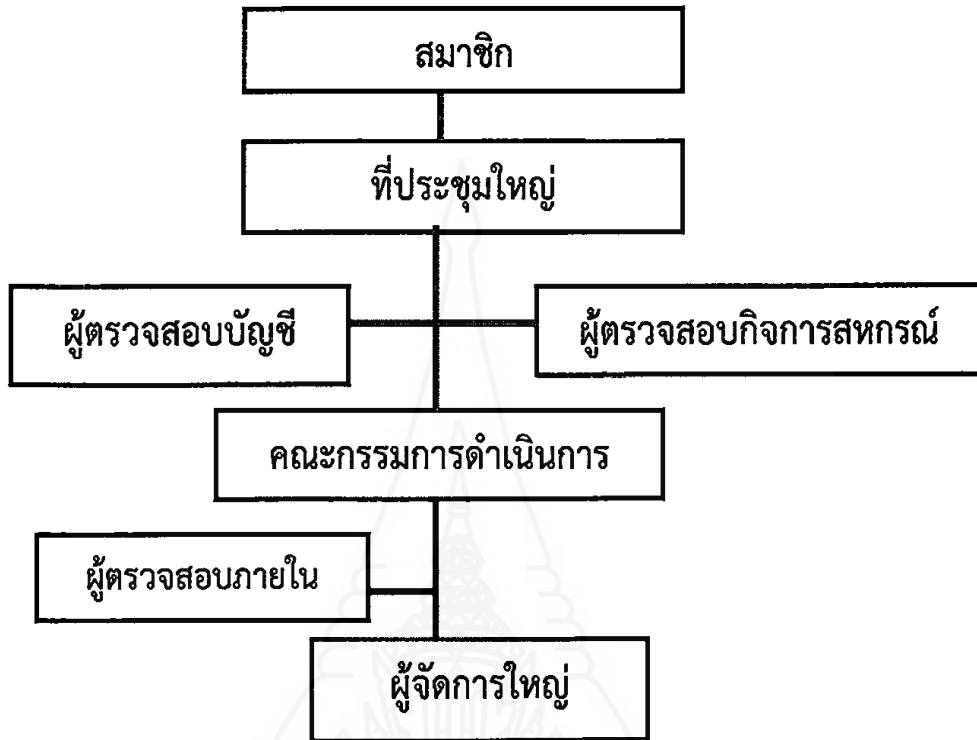 สมาชิก
ที่ประชุมใหญ่
ผู้ตรวจสอบบัญชี
ผู้ตรวจสอบกิจการสหกรณ์
คณะกรรมการดำเนินการ
ผู้ตรวจสอบภายใน
ผู้จัดการใหญ่